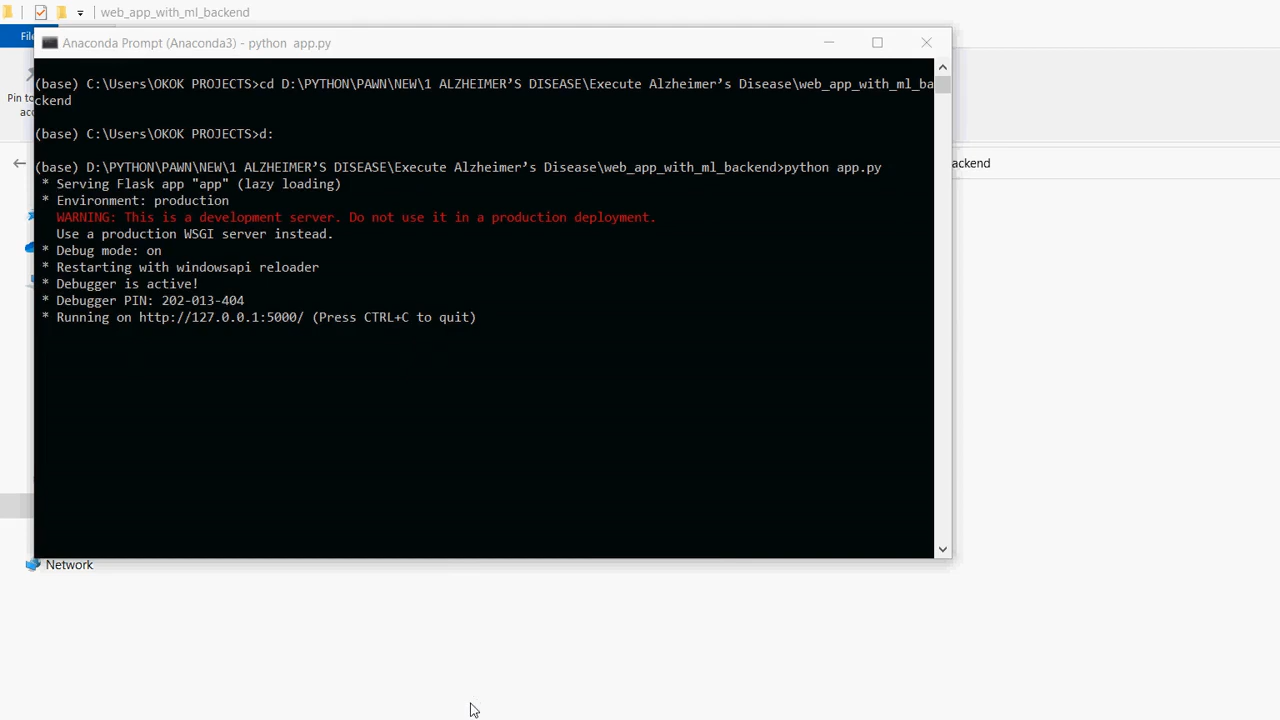 web_app_with_ml_backend
Fil
Anaconda Prompt (Anaconda3) - python  app.py
Pin to
acc
(base) C:\Users\OKOK PROJECTS>cd D:\PYTHON\PAWN\NEW\1 ALZHEIMER’S DISEASE\Execute Alzheimer’s Disease\web_app_with_ml_ba
ckend
(base) C:\Users\OKOK PROJECTS>d:
(base) D:\PYTHON\PAWN\NEW\1 ALZHEIMER’S DISEASE\Execute Alzheimer’s Disease\web_app_with_ml_backend>python app.py
* Serving Flask app "app" (lazy loading)
* Environment: production
WARNING: This is a development server. Do not use it in a production deployment.
Use a production WSGI server instead.
* Debug mode: on
* Restarting with windowsapi reloader
* Debugger is active!
* Debugger PIN: 202-013-404
* Running on http://127.0.0.1:5000/ (Press CTRL+C to quit)
ackend
Network